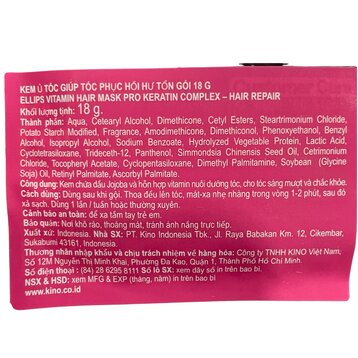 KEM Ủ TÓC GIÚP TÓC PHỤC HỒI HƯ TỔN GÓI 18 G
ELLIPS VITAMIN HAIR MASK PRO KERATIN COMPLEX – HAIR REPAIR
Khối lượng tịnh: 18 g.
Thành phần: Aqua, Cetearyl Alcohol, Dimethicone, Cetyl Esters, Steartrimonium Chloride,
Potato Starch Modified, Fragrance, Amodimethicone, Dimethiconol, Phenoxyethanol, Benzyl
Alcohol, Isopropyl Alcohol, Sodium Benzoate, Hydrolyzed Vegetable Protein, Lactic Acid,
Cyclotetrasiloxane, Trideceth-12, Panthenol, Simmondsia Chinensis Seed Oil, Cetrimonium
Chloride, Tocopheryl Acetate, Cyclopentasiloxane, Dimethyl Palmitamine, Soybean (Glycine
Soja) Oil, Retinyl Palmitate, Ascorbyl Palmitate.
Công dụng: Kem chứa dầu Jojoba và hỗn hợp vitamin nuôi dưỡng tóc, cho tóc sáng mượt và chắc khỏe.
Cách dùng: Dùng sau khi gội. Thoa đều lên tóc, mát-xa nhẹ nhàng trong vòng 1-2 phút, sau đó
xả sạch. Dùng 1 lần / tuần hoặc theo nhu cầu.
Cảnh báo an toàn: để xa tầm tay trẻ em.
Bảo quản: Nơi khô ráo, thoáng mát, tránh ánh nắng trực tiếp.
Xuất xứ: Indonesia. Nhà SX: PT. Kino Indonesia Tbk., Jl. Raya Babakan Km. 12, Cikembar,
Sukabumi 43161, Indonesia.
Thương nhân nhập khẩu và chịu trách nhiệm về hàng hóa: Công ty TNHH KINO Việt Nam,
Số 12M Nguyễn Thị Minh Khai, Phường Đa Kao, Quận 1, Thành Phố Hồ Chí Minh.
Số điện thoại : (84) 28 6295 8111 Số lô SX: xem dãy số in trên bao bì.
NSX & HSD: xem MFG & EXP (tháng, năm) in trên bao bì
www.kino.co.id